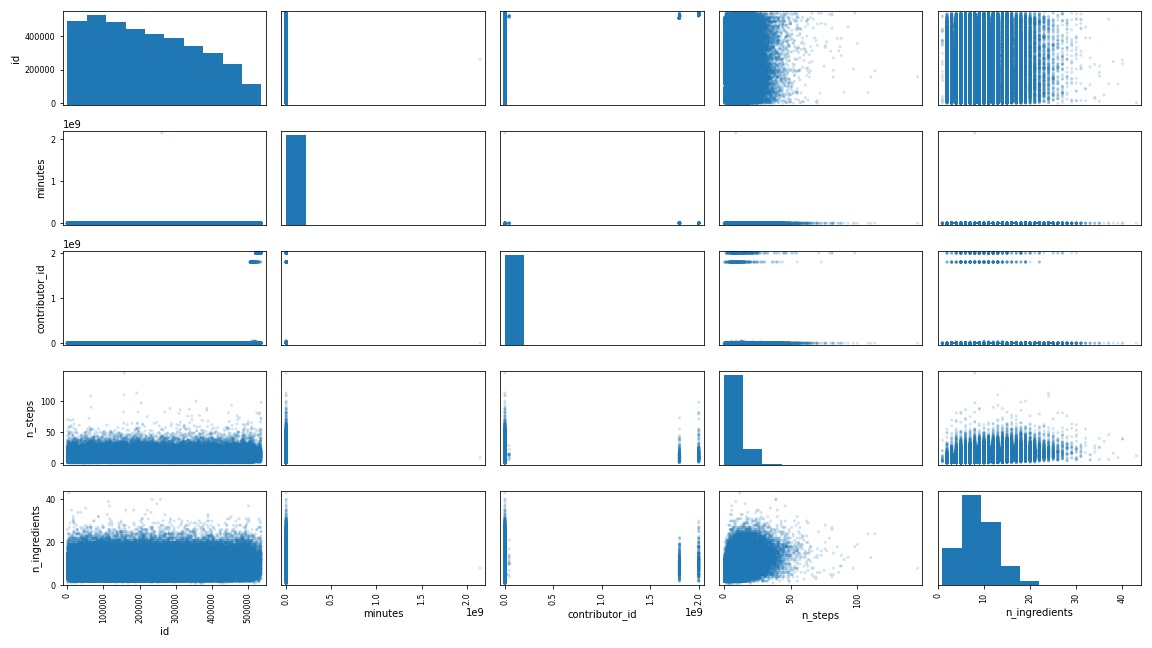 id
400000
200000
0
1e9
minutes
2
1
0
1e9
contributor_id
2
1
0
n_steps
100
50
0
n_ingredients
40
20
0
0
100000
200000
300000
400000
500000
id
0.0
0.5
1.0
1.5
2.0
minutes
1e9
0.0
0.5
1.0
1.5
2.0
contributor_id
1e9
0
50
100
n_steps
0
10
20
30
40
n_ingredients